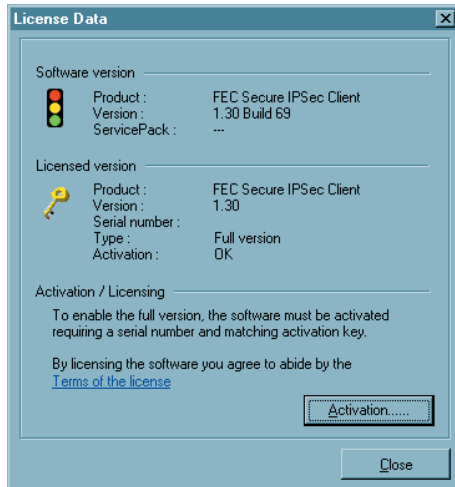 License Data
Software version
Product : FEC Secure IPSec Client
Version : 1.30 Build 69
ServicePack : ---
Licensed version
Product : FEC Secure IPSec Client
Version : 1.30
Serial number :
Type : Full version
Activation : OK
Activation / Licensing
To enable the full version, the software must be activated
requiring a serial number and matching activation key.
By licensing the software you agree to abide by the
Terms of the license
Activation......
Close